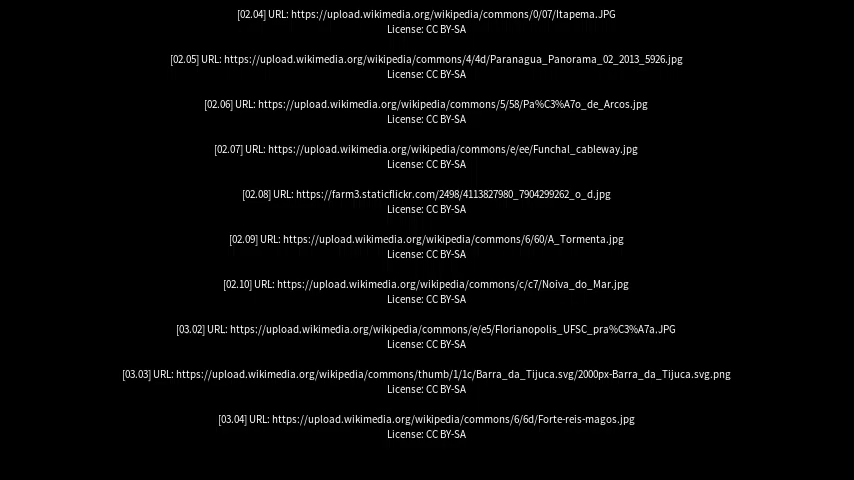 [02.04] URL: https://upload.wikimedia.org/wikipedia/commons/0/07/Itapema.JPG
License: CC BY-SA
[02.05] URL: https://upload.wikimedia.org/wikipedia/commons/4/4d/Paranagua_Panorama_02_2013_5926.jpg
License: CC BY-SA
[02.06] URL: https://upload.wikimedia.org/wikipedia/commons/5/58/Pa%C3%A7o_de_Arcos.jpg
License: CC BY-SA
[02.07] URL: https://upload.wikimedia.org/wikipedia/commons/e/ee/Funchal_cableway.jpg
License: CC BY-SA
[02.08] URL: https://farm3.staticflickr.com/2498/4113827980_7904299262_o_d.jpg
License: CC BY-SA
[02.09] URL: https://upload.wikimedia.org/wikipedia/commons/6/60/A_Tormenta.jpg
License: CC BY-SA
[02.10] URL: https://upload.wikimedia.org/wikipedia/commons/c/c7/Noiva_do_Mar.jpg
License: CC BY-SA
[03.02] URL: https://upload.wikimedia.org/wikipedia/commons/e/e5/Florianopolis_UFSC_pra%C3%A7a.JPG
License: CC BY-SA
[03.03] URL: https://upload.wikimedia.org/wikipedia/commons/thumb/1/1c/Barra_da_Tijuca.svg/2000px-Barra_da_Tijuca.svg.png
License: CC BY-SA
[03.04] URL: https://upload.wikimedia.org/wikipedia/commons/6/6d/Forte-reis-magos.jpg
License: CC BY-SA